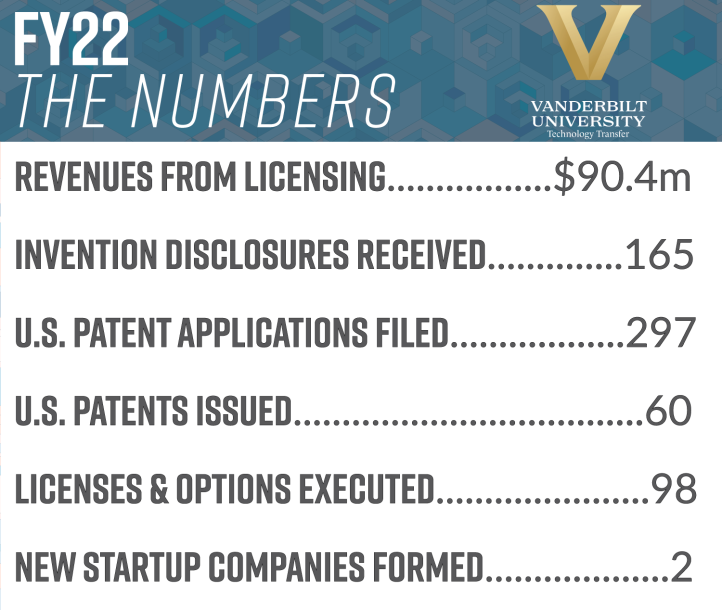 FY22
THE NUMBERS
V
VANDERBILT
UNIVERSITY
Technology Transfer
REVENUES FROM LICENSING.................$90.4m
INVENTION DISCLOSURES RECEIVED..............165
U.S. PATENT APPLICATIONS FILED..................297
U.S. PATENTS ISSUED....................................60
LICENSES & OPTIONS EXECUTED......................98
NEW STARTUP COMPANIES FORMED...................2